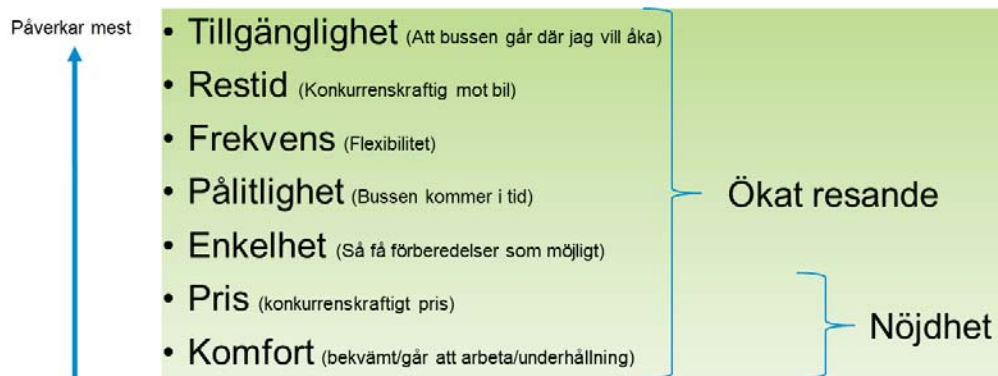 Påverkar mest
• Tillgänglighet (Att bussen går där jag vill åka)
• Restid (Konkurrenskraftig mot bil)
• Frekvens (Flexibilitet)
• Pålitlighet (Bussen kommer i tid)
• Enkelhet (Så få förberedelser som möjligt)
• Pris (konkurrenskraftigt pris)
• Komfort (bekvämt/går att arbeta/underhållning)
Ökat resande
Nöjdhet